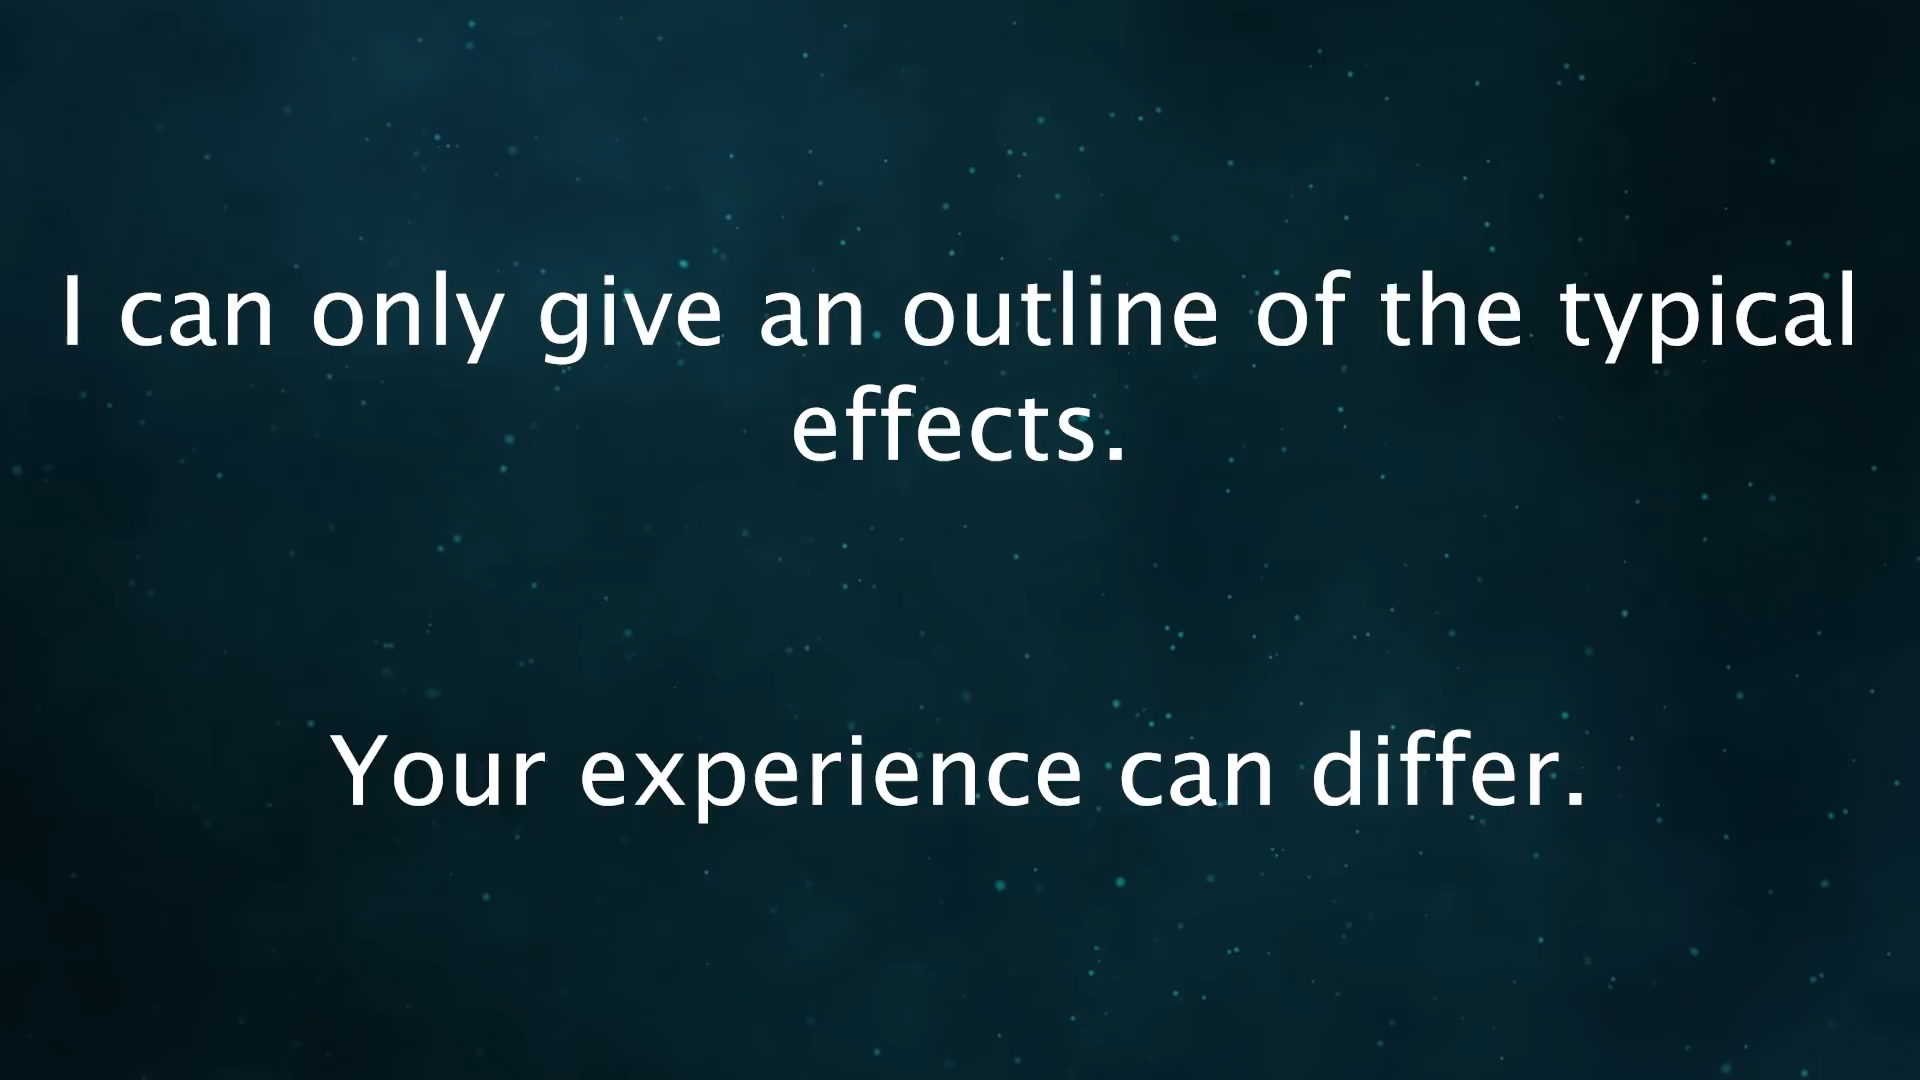 I can only give an outline of the typical
effects.
Your experience can differ.